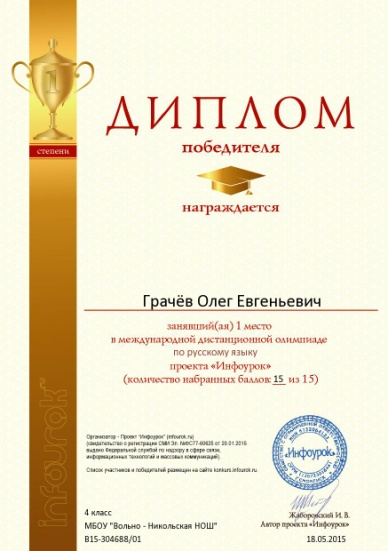 1
степени
ДИПЛОМ
победителя
награждается
Грачёв Олег Евгеньевич
занявший(ая) 1 место
в международной дистанционной олимпиаде
по русскому языку
проекта «Инфоурок»
(количество набранных баллов: 15 из 15)
infourok
Организатор - Проект "Инфоурок" (infourok.ru)
(свидетельство о регистрации СМИ Эл. №ФС77-60625 от 20.01.2015
выдано Федеральной службой по надзору в сфере связи,
информационных технологий и массовых коммуникаций).
Список участников и победителей размещен на сайте konkurs.infourok.ru
«Инфоурок»
4 класс
МБОУ "Вольно - Никольская НОШ"
В15-304688/01
Жаборовский И. В.
Автор проекта «Инфоурок»
18.05.2015